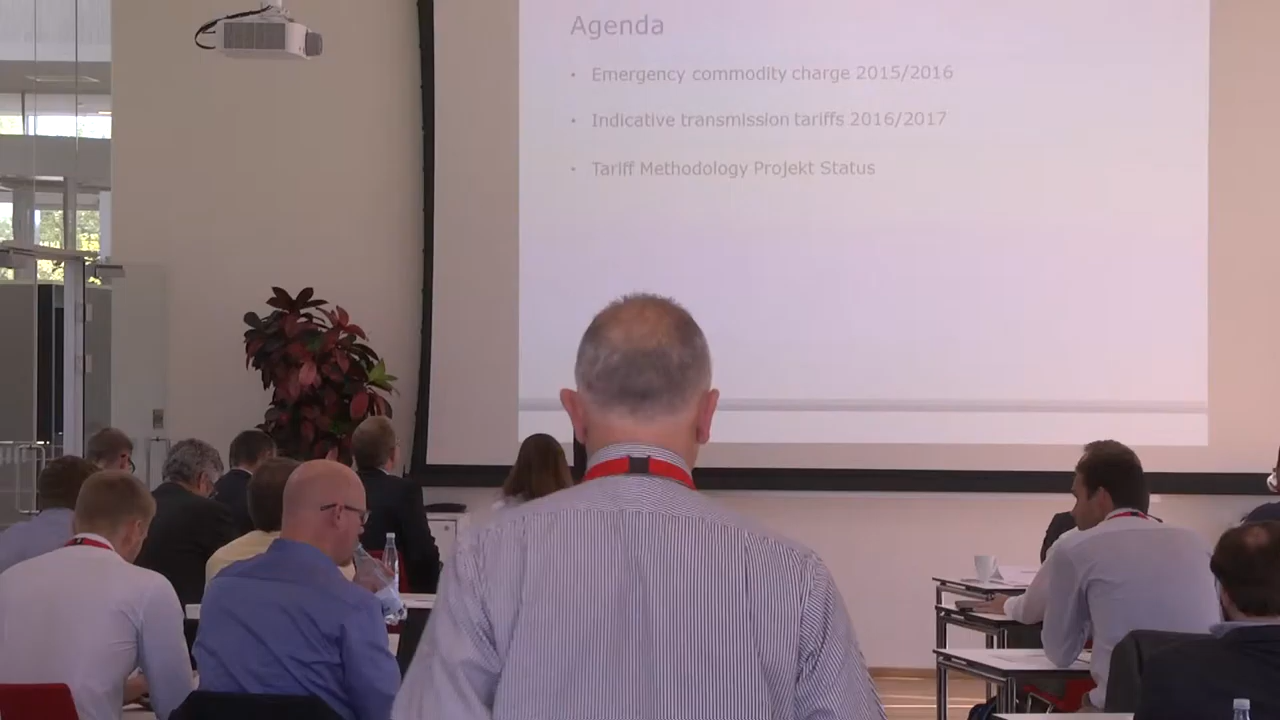 Agenda
• Emergency commodity charge 2015/2016
• Indicative transmission tariffs 2016/2017
• Tariff Methodology Projekt Status